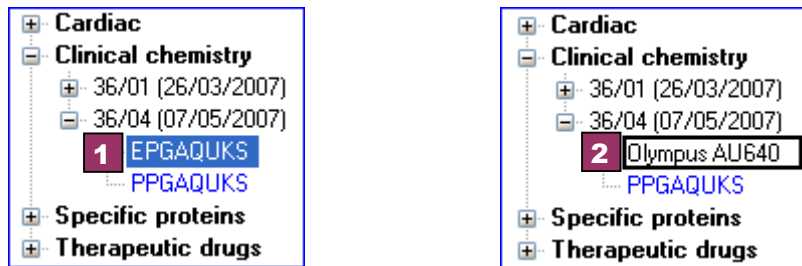 Cardiac
Clinical chemistry
36/01 (26/03/2007)
36/04 (07/05/2007)
1 EPGAQUKS
PPGAQUKS
Specific proteins
Therapeutic drugs
Cardiac
Clinical chemistry
36/01 (26/03/2007)
36/04 (07/05/2007)
2 Olympus AU640
PPGAQUKS
Specific proteins
Therapeutic drugs